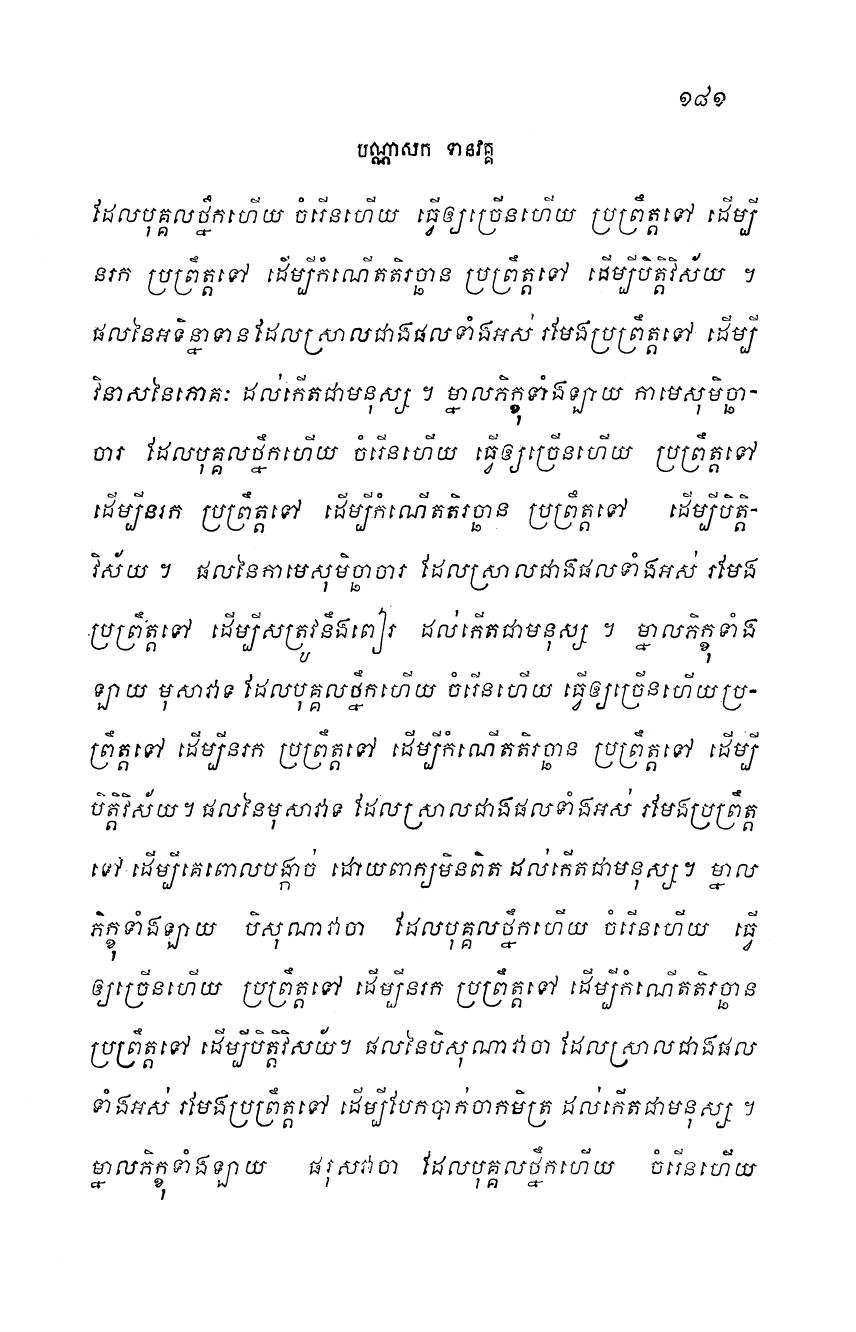 ១៨១
បណ្ណាសក ទានវគ្គ
ដែលបុគ្គលថ្នឹកហើយ ចំរើនហើយ ធ្វើឲ្យច្រើនហើយ ប្រព្រឹត្តទៅ ដើម្បី
នរក ប្រព្រឹត្តទៅ ដើម្បីកំណើតតិរច្ឆាន ប្រព្រឹត្តទៅ ដើម្បីបិត្តិវិស័យ ។
ផលនៃអទិន្នាទានដែលស្រាលជាងផលទាំងអស់ រមែងប្រព្រឹត្តទៅ ដើម្បី
វិនាសនៃភោគៈ ដល់កើតជាមនុស្ស ។ ម្នាលភិក្ខុទាំងឡាយ កាមេសុមិច្ឆា-
ចារ ដែលបុគ្គលថ្នឹកហើយ ចំរើនហើយ ធ្វើឲ្យច្រើនហើយ ប្រព្រឹត្តទៅ
ដើម្បីនរក ប្រព្រឹត្តទៅ ដើម្បីកំណើតតិរច្ឆាន ប្រព្រឹត្តទៅ ដើម្បីបិត្តិ-
វិស័យ ។ ផលនៃកាមេសុមិច្ឆាចារ ដែលស្រាលជាងផលទាំងអស់ រមែង
ប្រព្រឹត្តទៅ ដើម្បីសត្រូវនឹងពៀរ ដល់កើតជាមនុស្ស ។ ម្នាលភិក្ខុទាំង
ឡាយ មុសាវាទ ដែលបុគ្គលថ្នឹកហើយ ចំរើនហើយ ធ្វើឲ្យច្រើនហើយប្រ-
ព្រឹត្តទៅ ដើម្បីនរក ប្រព្រឹត្តទៅ ដើម្បីកំណើតតិរច្ឆាន ប្រព្រឹត្តទៅ ដើម្បី
បិត្តិវិស័យ។ ផលនៃមុសាវាទ ដែលស្រាលជាងផលទាំងអស់ រមែងប្រព្រឹត្ត
ទៅ ដើម្បីគេពោលបង្កាច់ ដោយពាក្យមិនពិត ដល់កើតជាមនុស្ស។ ម្នាល
ភិក្ខុទាំងឡាយ បិសុណាវាចា ដែលបុគ្គលថ្នឹកហើយ ចំរើនហើយ ធ្វើ
ឲ្យច្រើនហើយ ប្រព្រឹត្តទៅ ដើម្បីនរក ប្រព្រឹត្តទៅ ដើម្បីកំណើតតិរច្ឆាន
ប្រព្រឹត្តទៅ ដើម្បីបិត្តិវិសយ័។ ផលនៃបិសុណាវាចា ដែលស្រាលជាងផល
ទាំងអស់ រមែងប្រព្រឹត្តទៅ ដើម្បីបែកបាក់ចាកមិត្រ ដល់កើតជាមនុស្ស ។
ម្នាលភិក្ខុទាំងឡាយ ផរុសវាចា ដែលបុគ្គលថ្នឹកហើយ ចំរើនហើយ